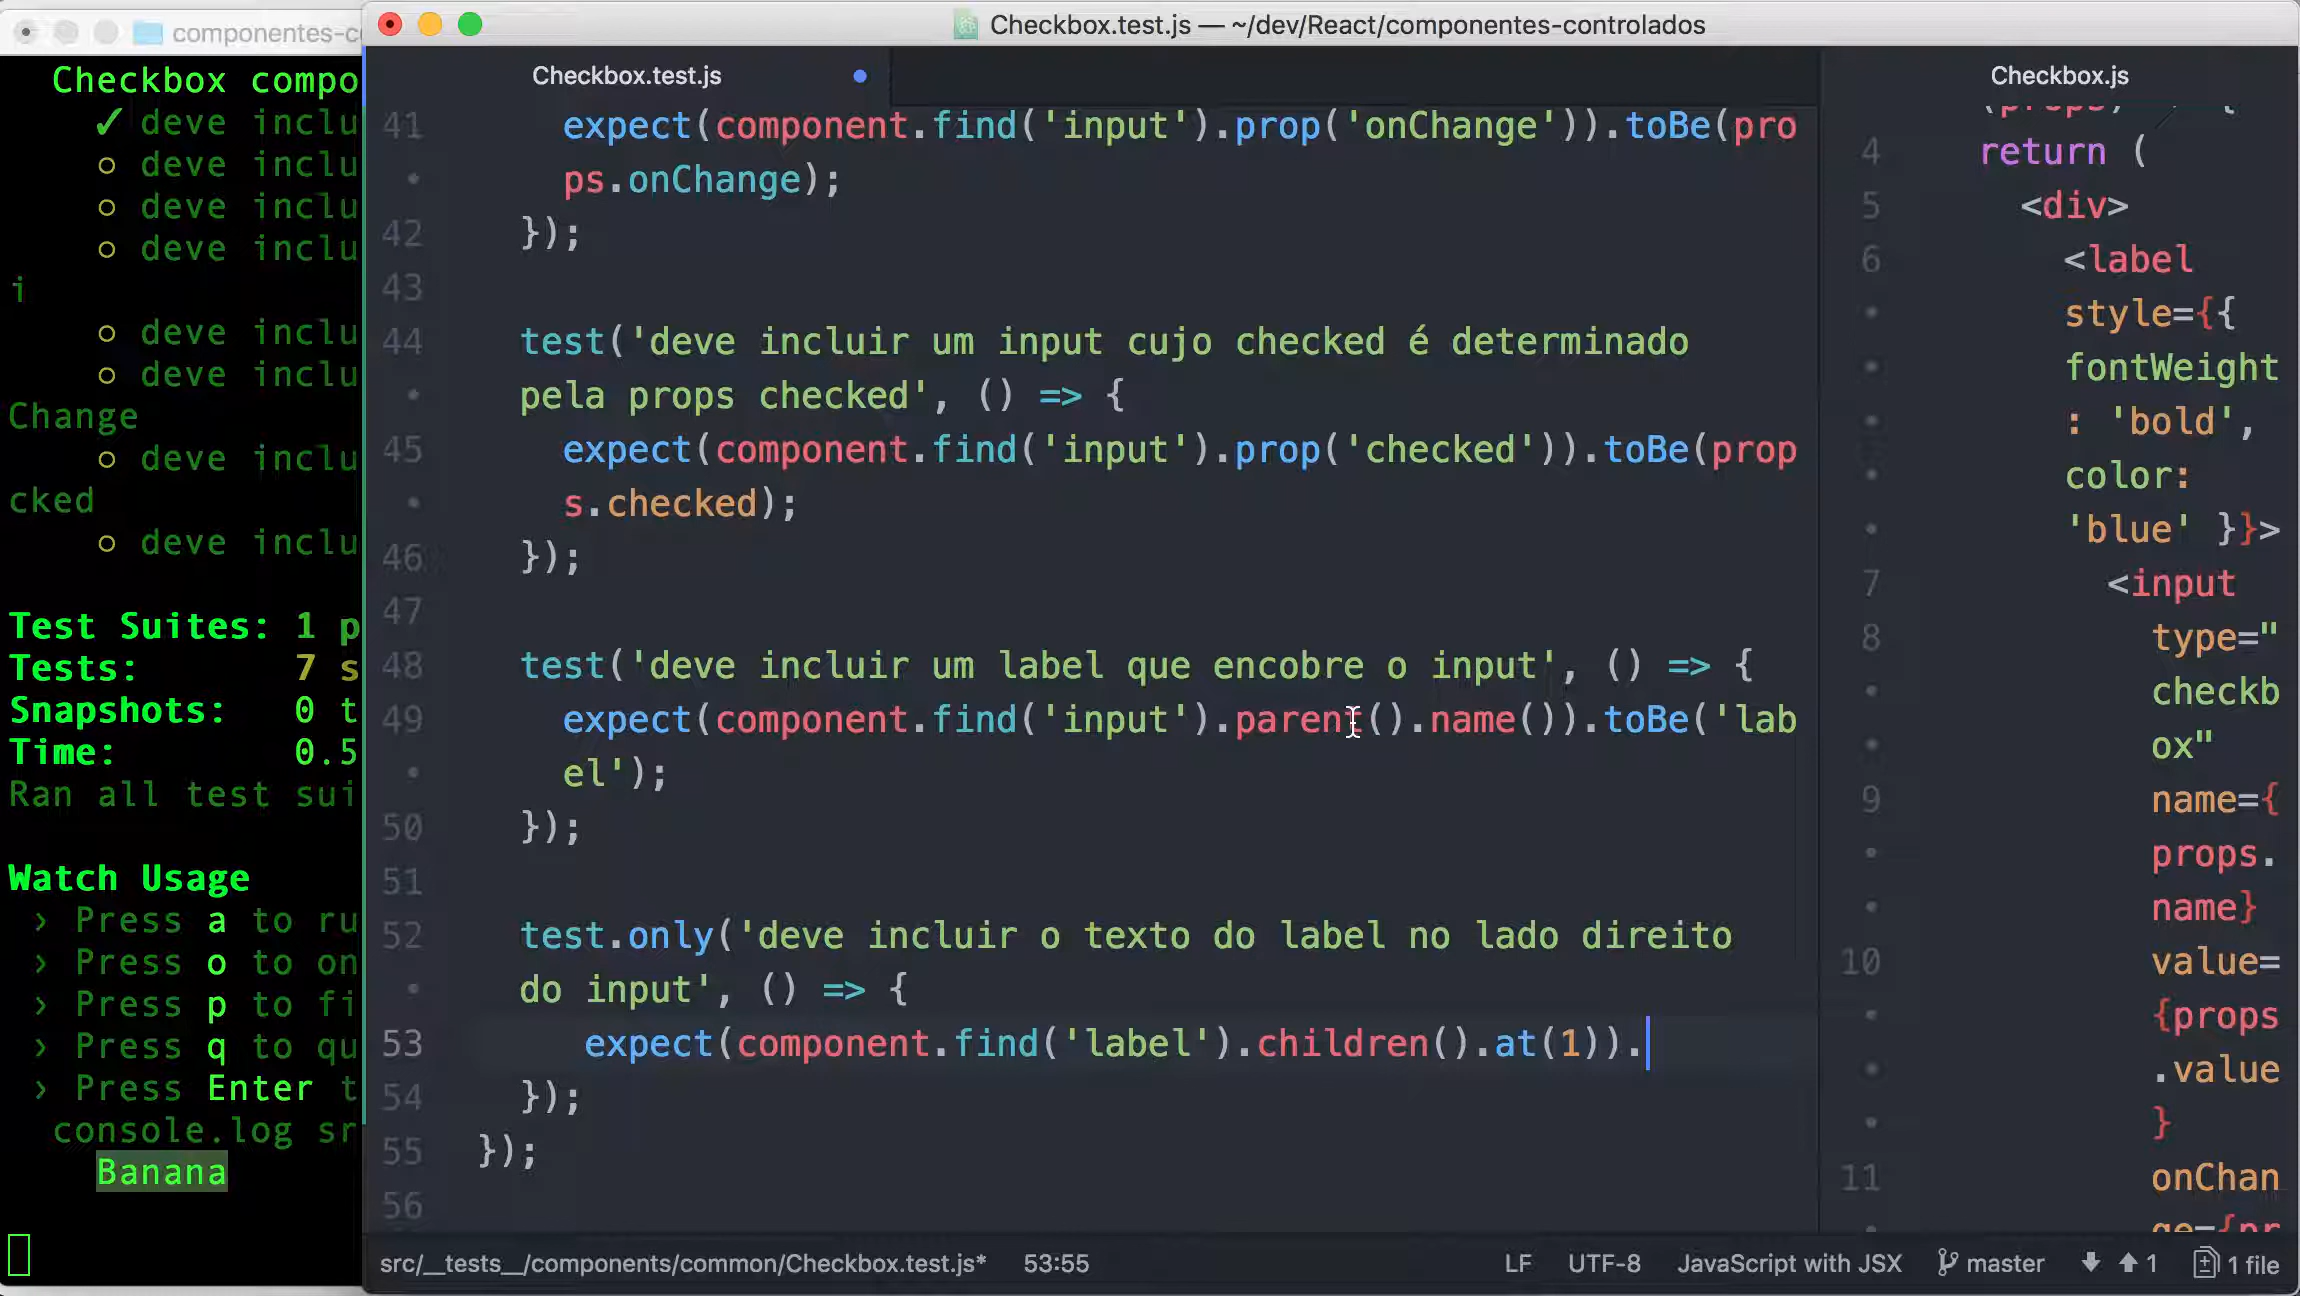 componentes-c
Checkbox compo
✓ deve inclu
○ deve inclu
○ deve inclu
○ deve inclu
i
○ deve inclu
○ deve inclu
Change
○ deve inclu
cked
○ deve inclu
Test Suites: 1 p
Tests: 7 s
Snapshots: 0 t
Time: 0.5
Ran all test sui
Watch Usage
› Press a to ru
› Press o to on
› Press p to fi
› Press q to qu
› Press Enter t
console.log sr
Banana
Checkbox.test.js — ~/dev/React/componentes-controlados
Checkbox.test.js
41 expect(component.find('input').prop('onChange')).toBe(pro
• ps.onChange);
42 });
43
44 test('deve incluir um input cujo checked é determinado
• pela props checked', () => {
45 expect(component.find('input').prop('checked')).toBe(prop
• s.checked);
46 });
47
48 test('deve incluir um label que encobre o input', () => {
49 expect(component.find('input').parent().name()).toBe('lab
• el');
50 });
51
52 test.only('deve incluir o texto do label no lado direito
• do input', () => {
53 expect(component.find('label').children().at(1)).
54 });
55 });
56
Checkbox.js
(props) {
4 return (
5 <div>
6 <label
• style={{
• fontWeight
• : 'bold',
• color:
• 'blue' }}>
7 <input
8 type="
• checkb
• ox"
9 name={
• props.
• name}
10 value=
• {props
• .value
• }
11 onChan
• ge={pr
src/__tests__/components/common/Checkbox.test.js* 53:55 LF UTF-8 JavaScript with JSX master 1 1 file